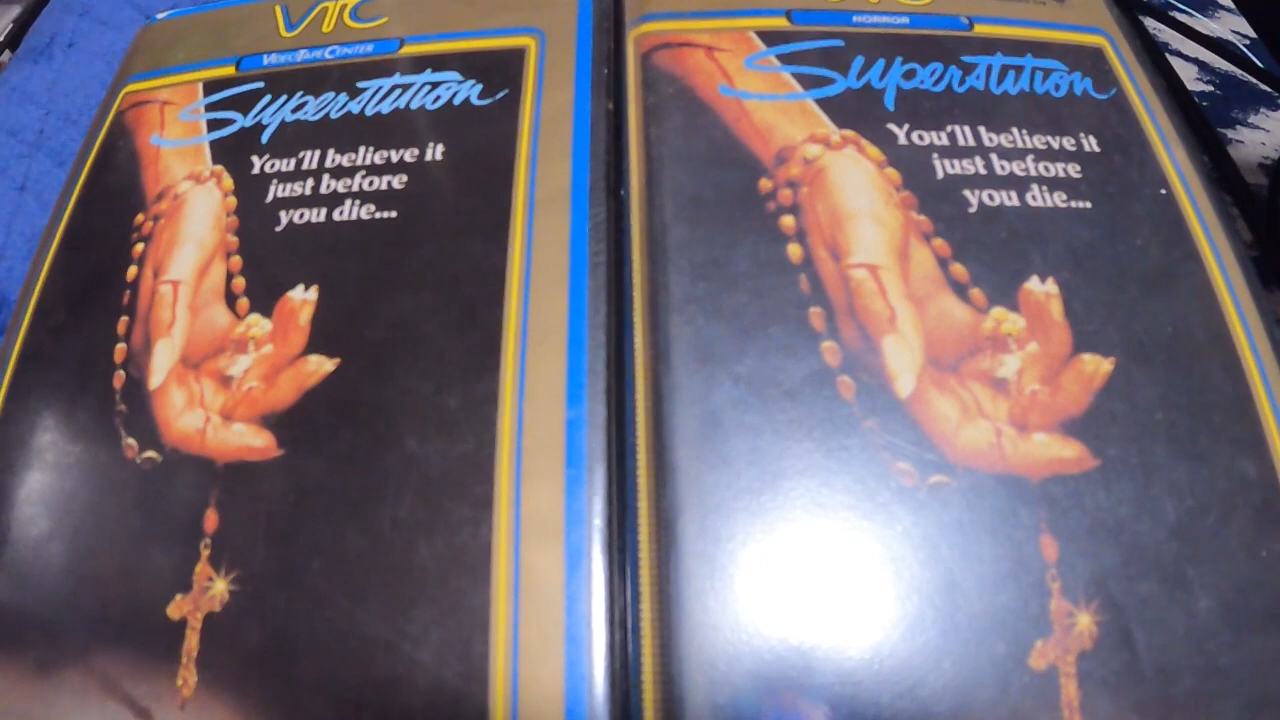 VTC
VIDEOTAPECENTER
Superstition
You'll believe it
just before
you die...
HORROR
Superstition
You'll believe it
just before
you die...